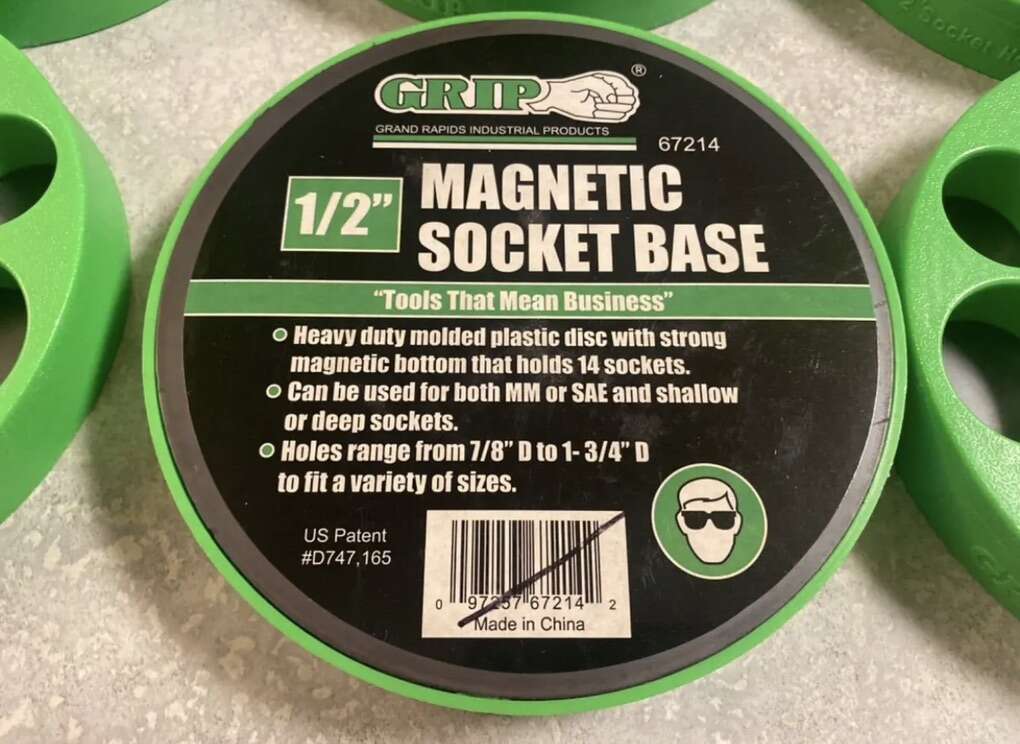 2 Socket
GRIP®
GRAND RAPIDS INDUSTRIAL PRODUCTS
67214
1/2”
MAGNETIC
SOCKET BASE
“Tools That Mean Business”
Heavy duty molded plastic disc with strong
magnetic bottom that holds 14 sockets.
Can be used for both MM or SAE and shallow
or deep sockets.
Holes range from 7/8” D to 1- 3/4” D
to fit a variety of sizes.
US Patent
#D747,165
0 97257 67214 2
Made in China